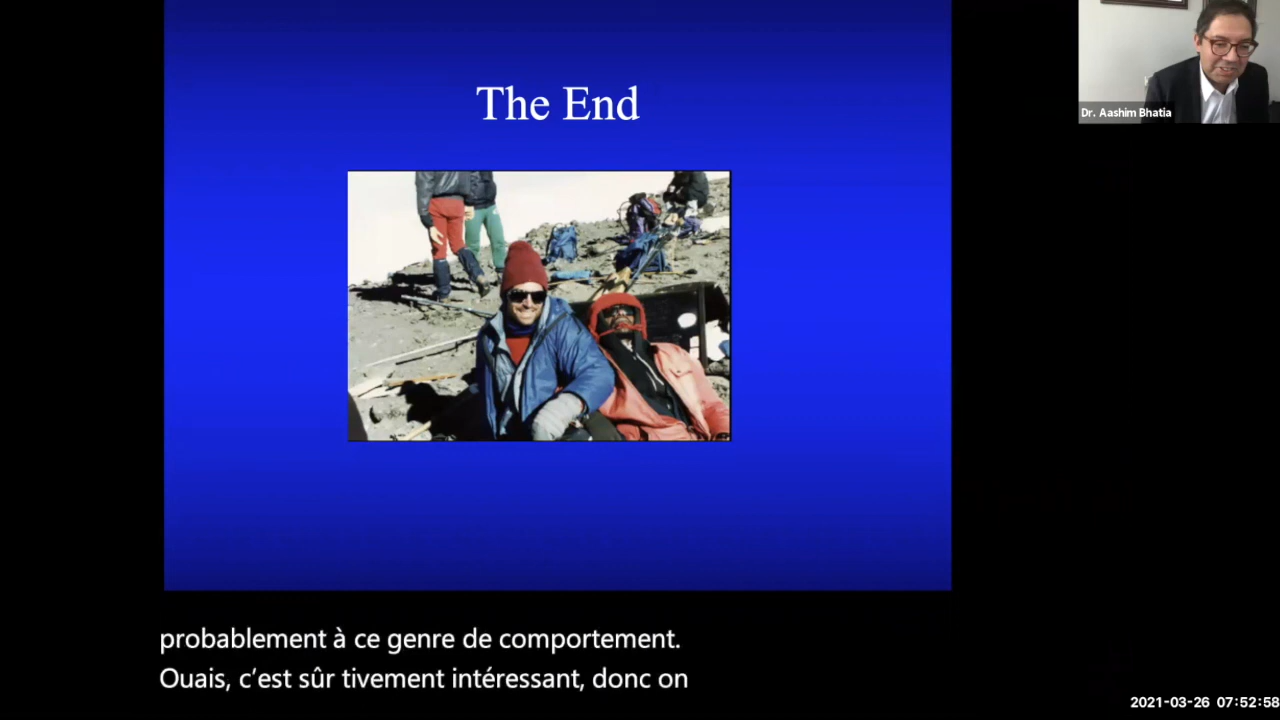 The End
Dr. Aashim Bhatia
probablement à ce genre de comportement.
Ouais, c'est sûr tivement intéressant, donc on
2021-03-26 07:52:58